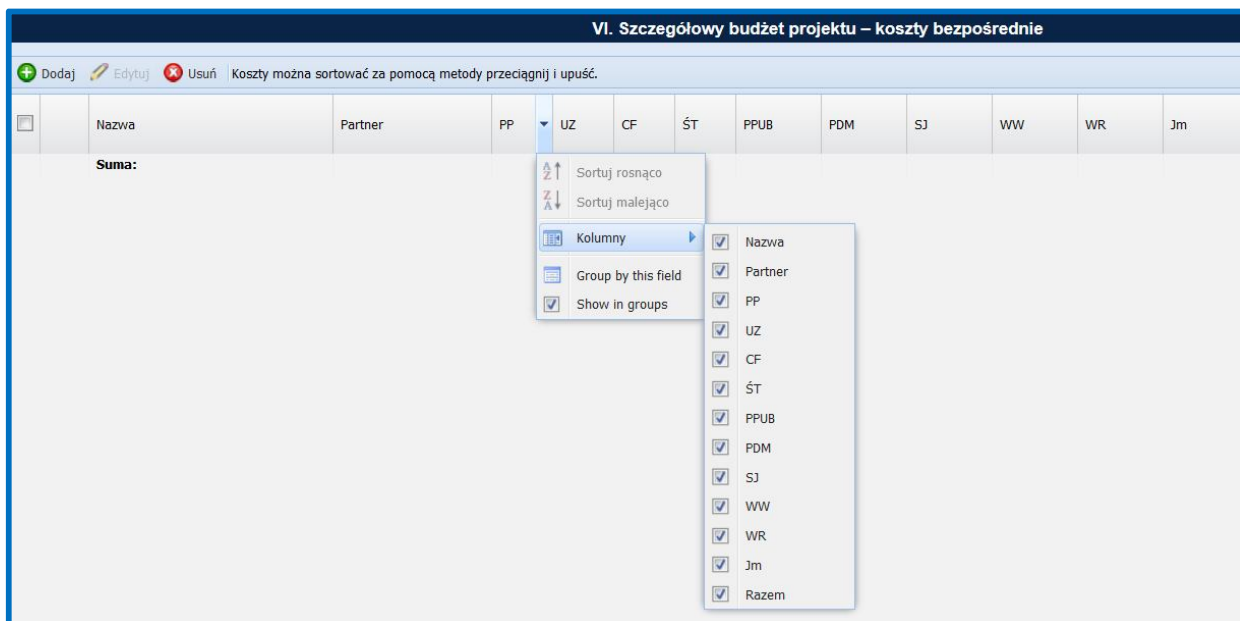 VI. Szczegółowy budżet projektu – koszty bezpośrednie
Dodaj Edytuj Usuń Koszty można sortować za pomocą metody przeciągnij i upuść.
Nazwa Partner PP UZ CF ŚT PPUB PDM SJ WW WR Jm
Suma:
Sortuj rosnąco
Sortuj malejąco
Kolumny
Group by this field
Show in groups
Nazwa
Partner
PP
UZ
CF
ŚT
PPUB
PDM
SJ
WW
WR
Jm
Razem